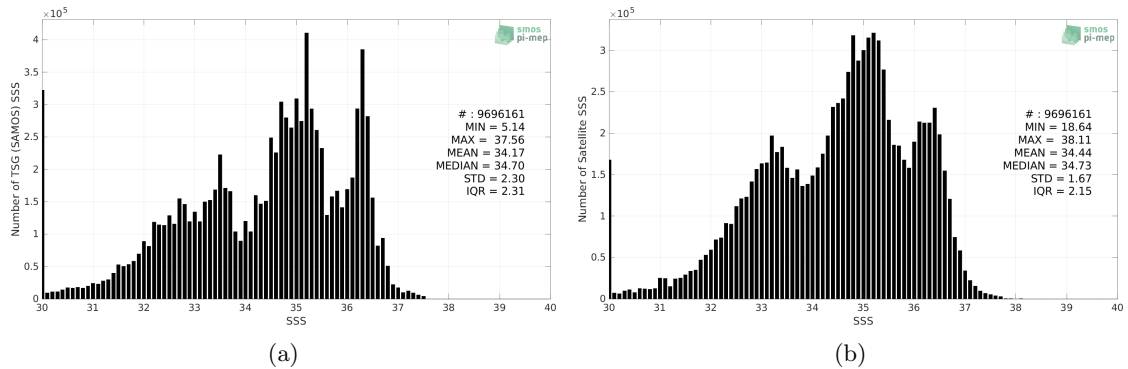 ×10^5
Number of TSG (SAMOS) SSS
4
3.5
3
2.5
2
1.5
1
0.5
0
30 31 32 33 34 35 36 37 38 39 40
SSS
smos
pi-mep
# : 9696161
MIN = 5.14
MAX = 37.56
MEAN = 34.17
MEDIAN = 34.70
STD = 2.30
IQR = 2.31
(a)
×10^5
Number of Satellite SSS
3
2.5
2
1.5
1
0.5
0
30 31 32 33 34 35 36 37 38 39 40
SSS
smos
pi-mep
# : 9696161
MIN = 18.64
MAX = 38.11
MEAN = 34.44
MEDIAN = 34.73
STD = 1.67
IQR = 2.15
(b)